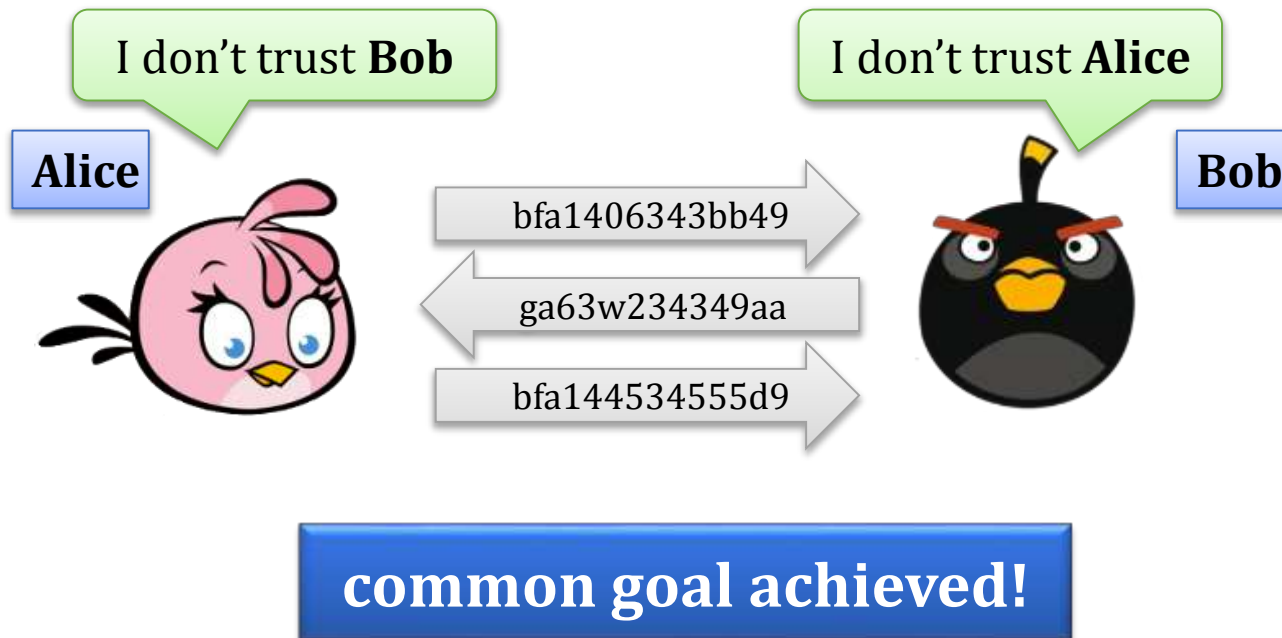 I don't trust Bob
I don't trust Alice
Alice
Bob
bfa1406343bb49
ga63w234349aa
bfa144534555d9
common goal achieved!